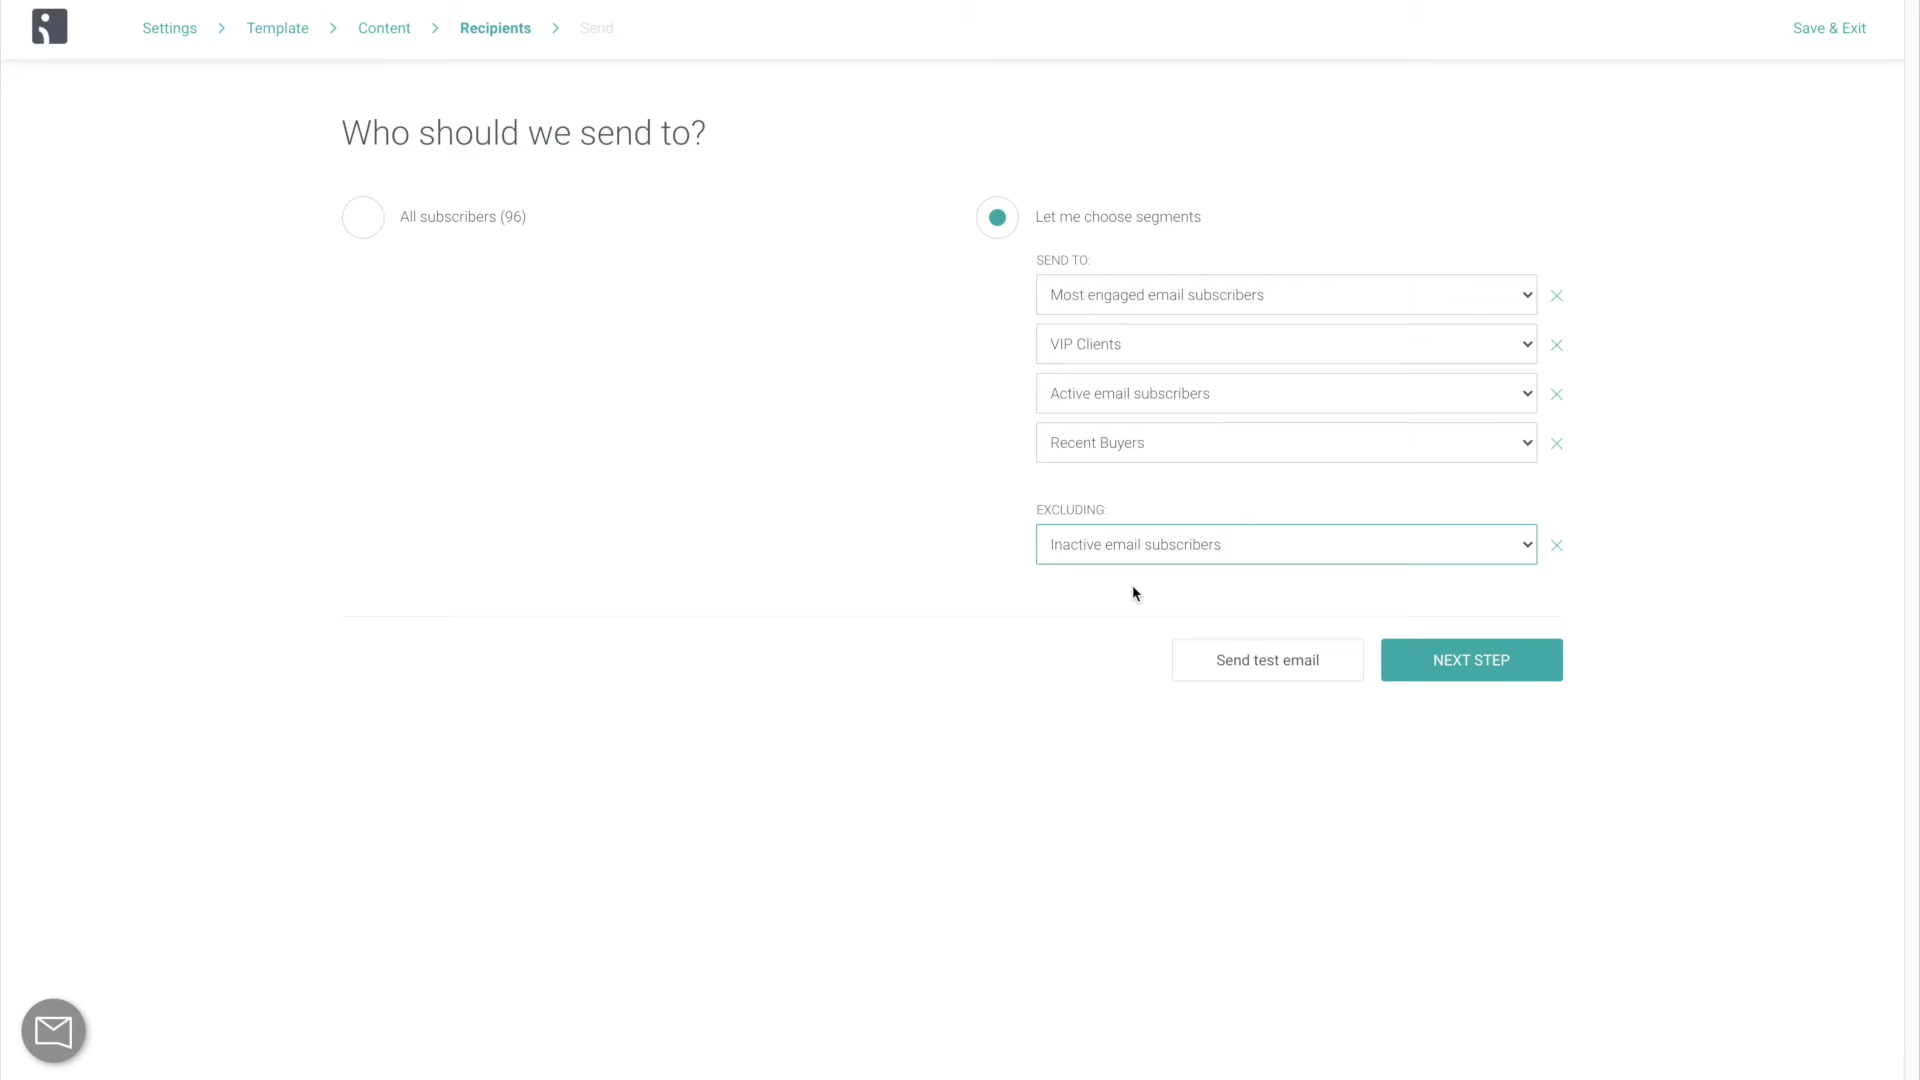 Settings > Template > Content > Recipients > Send
Save & Exit
Who should we send to?
All subscribers (96)
Let me choose segments
SEND TO:
Most engaged email subscribers
VIP Clients
Active email subscribers
Recent Buyers
EXCLUDING:
Inactive email subscribers
Send test email
NEXT STEP